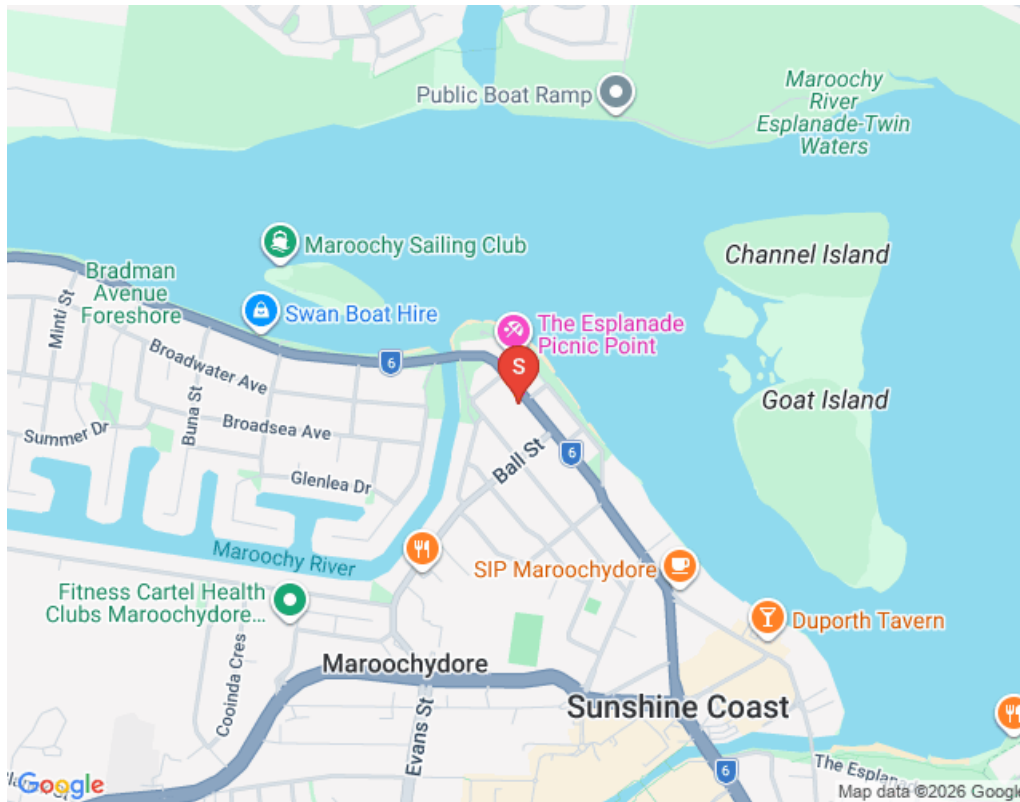 Public Boat Ramp
Maroochy
River
Esplanade-Twin
Waters
Maroochy Sailing Club
Channel Island
Bradman
Avenue
Foreshore
Minti St
Swan Boat Hire
The Esplanade
Picnic Point
6
S
Broadwater Ave
Buna St
Goat Island
Summer Dr
Broadsea Ave
Ball St
6
Glenlea Dr
Maroochy River
SIP Maroochydore
Fitness Cartel Health
Clubs Maroochydore...
Duporth Tavern
Cooinda Cres
Maroochydore
Sunshine Coast
Evans St
6
The Esplanade
Google
Map data ©2026 Google